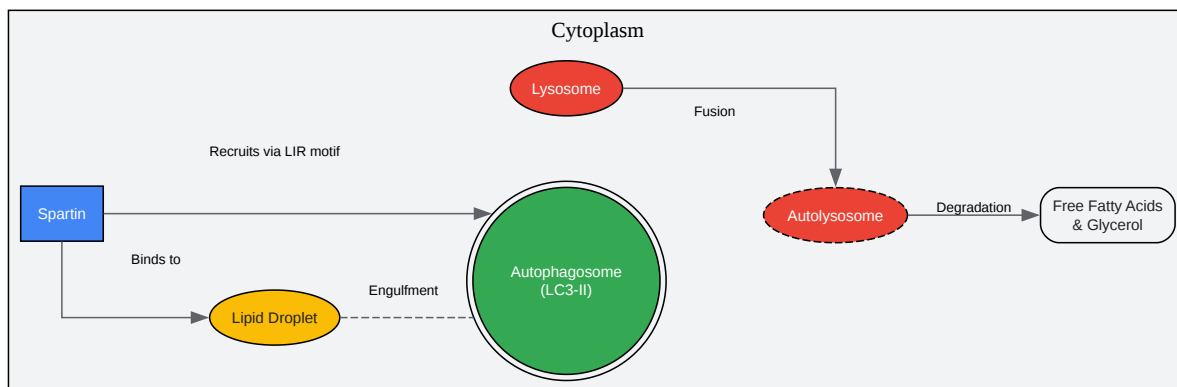 Cytoplasm
Lysosome
Fusion
Recruits via LIR motif
Spartin
Autolysosome
Degradation
Free Fatty Acids
& Glycerol
Binds to
Autophagosome
(LC3-II)
Engulfment
Lipid Droplet